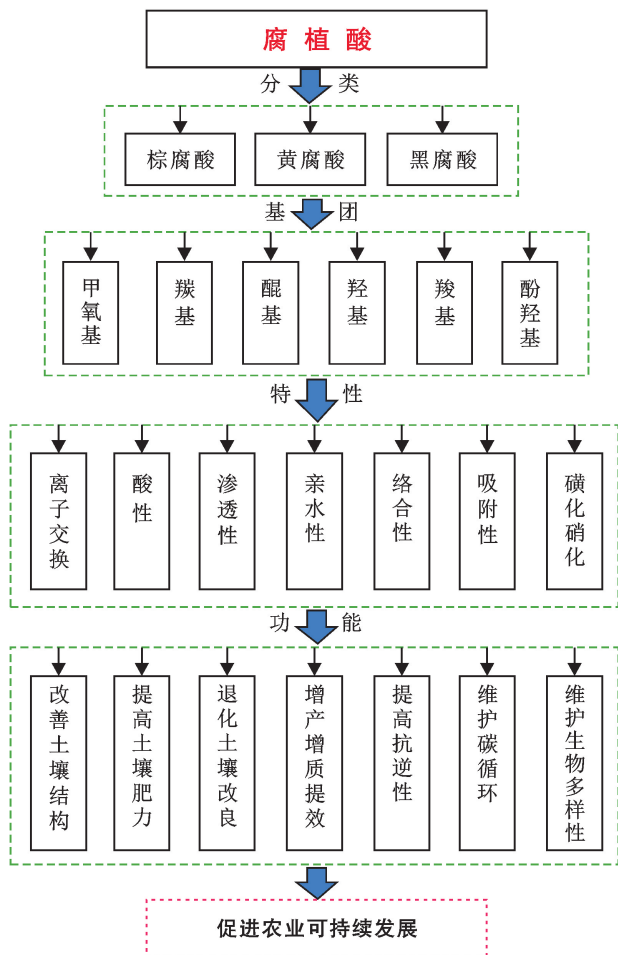 腐植酸
分类
棕腐酸
黄腐酸
黑腐酸
基团
甲氧基
羰基
醌基
羟基
羧基
酚羟基
特性
离子交换
酸性
渗透性
亲水性
络合性
吸附性
磺化硝化
功能
改善土壤结构
提高土壤肥力
退化土壤改良
增产增质提效
提高抗逆性
维护碳循环
维护生物多样性
促进农业可持续发展